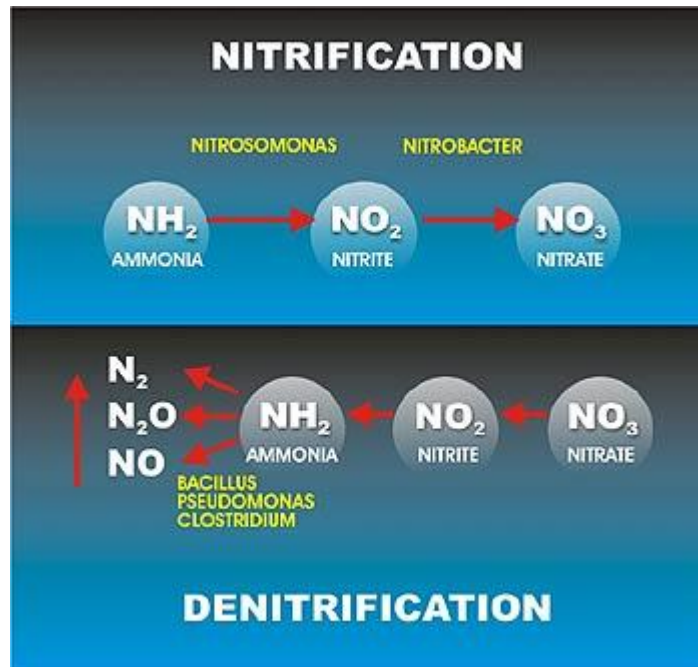 NITRIFICATION
NITROSOMONAS NITROBACTER
NH₂ NO₂ NO₃
AMMONIA NITRITE NITRATE
N₂
N₂O
NO
NH₂ NO₂ NO₃
AMMONIA NITRITE NITRATE
BACILLUS
PSEUDOMONAS
CLOSTRIDIUM
DENITRIFICATION